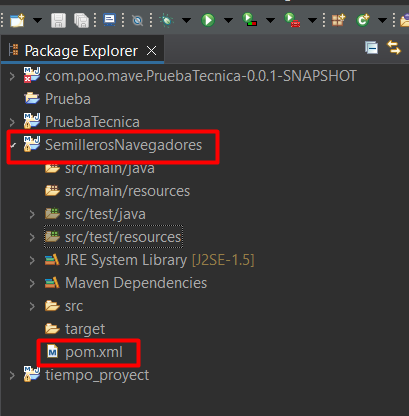 Package Explorer
com.poo.mave.PruebaTecnica-0.0.1-SNAPSHOT
Prueba
PruebaTecnica
SemillerosNavegadores
src/main/java
src/main/resources
src/test/java
src/test/resources
JRE System Library [J2SE-1.5]
Maven Dependencies
src
target
pom.xml
tiempo_proyect